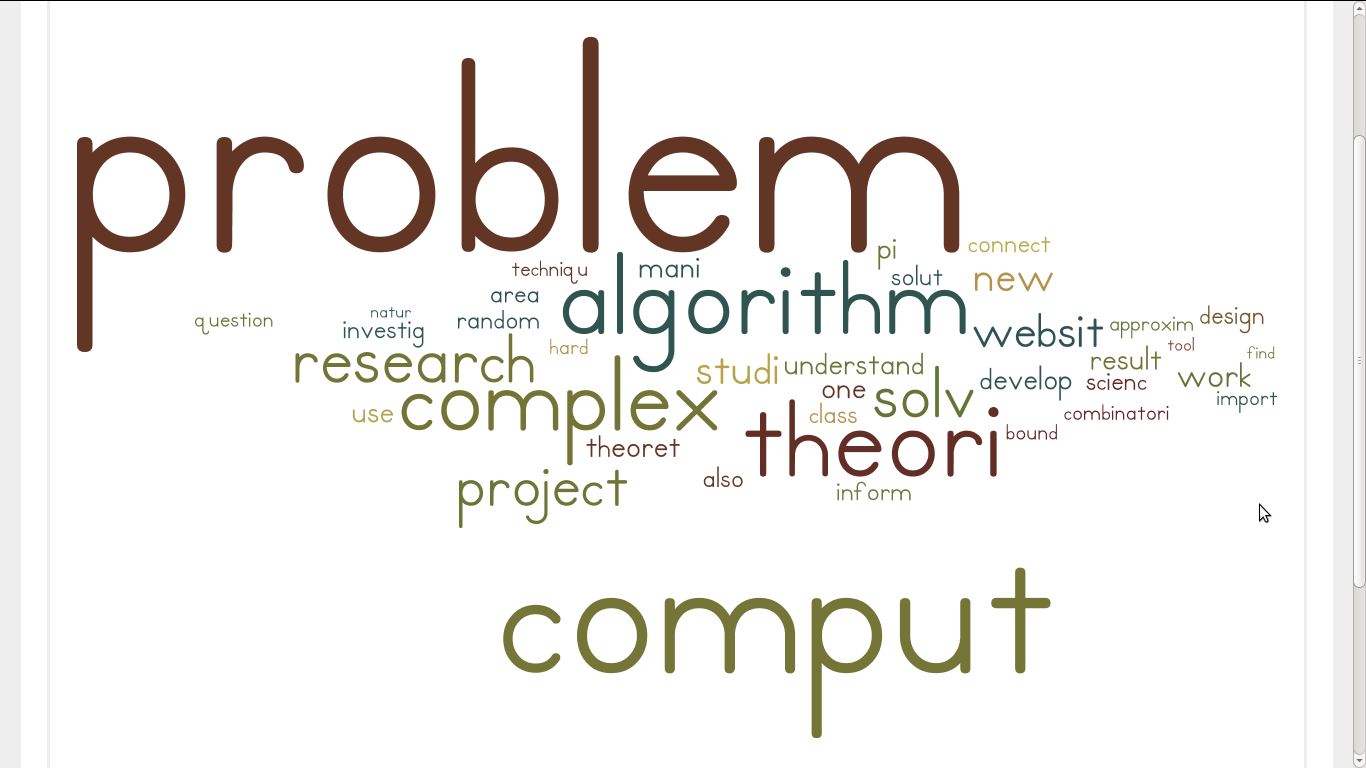 problem
pi connect
techniqu mani solut new
area algorithm
natur
question investig random websit approxim design
hard tool
research studi understand result find
one develop scienc work
use complex class solv combinatori import
theoret theori bound
project also inform
comput